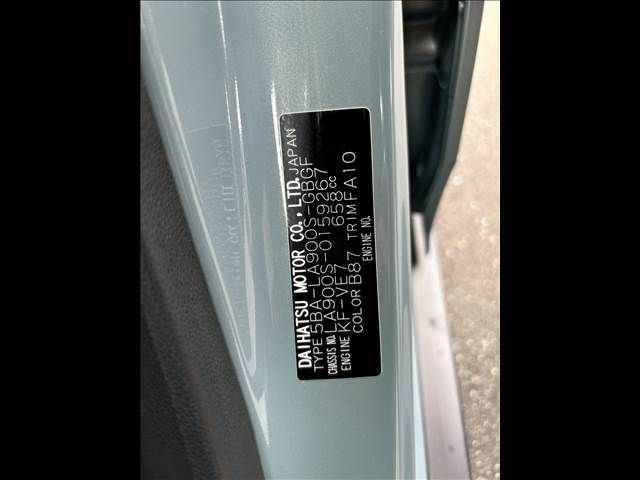 DAIHATSU MOTOR CO., LTD. JAPAN
TYPE 5BA-LA900S-GBGF
CHASSIS NO. LA900S-0159267
ENGINE KF-VE7 658cc
COLOR B87 TRIM FA10
ENGINE NO.